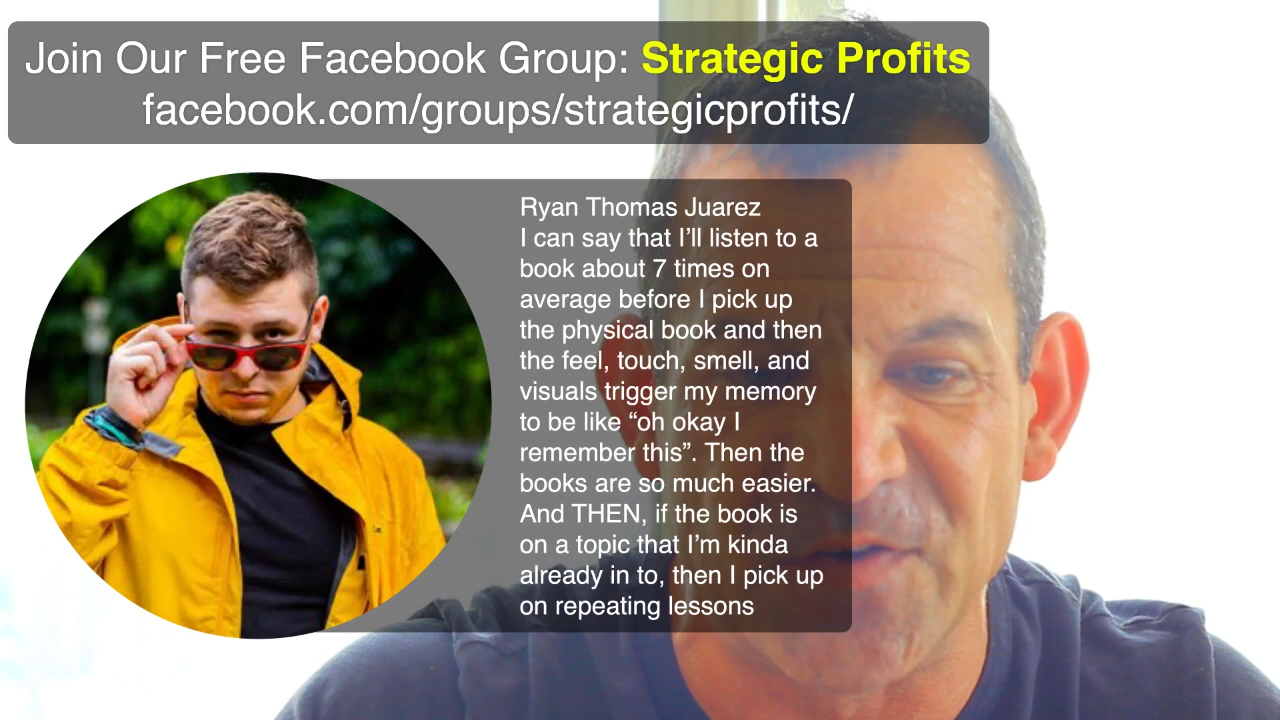 Join Our Free Facebook Group: Strategic Profits
facebook.com/groups/strategicprofits/
Ryan Thomas Juarez
I can say that I’ll listen to a
book about 7 times on
average before I pick up
the physical book and then
the feel, touch, smell, and
visuals trigger my memory
to be like “oh okay I
remember this”. Then the
books are so much easier.
And THEN, if the book is
on a topic that I’m kinda
already in to, then I pick up
on repeating lessons